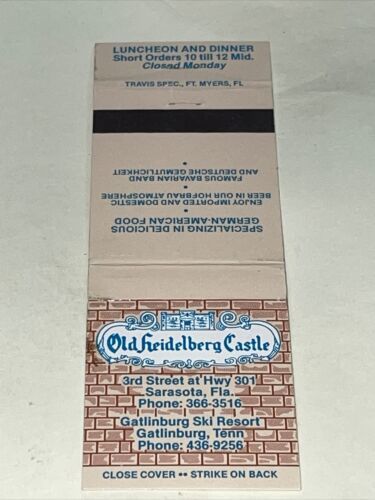 LUNCHEON AND DINNER
Short Orders 10 till 12 Mid.
Closed Monday
TRAVIS SPEC., FT. MYERS, FL
SPECIALIZING IN DELICIOUS
GERMAN-AMERICAN FOOD
•
ENJOY IMPORTED AND DOMESTIC
BEER IN OUR HOFBRAU ATMOSPHERE
•
FAMOUS BAVARIAN BAND
AND DEUTSCHE GEMUTLICHKEIT
Old Heidelberg Castle
3rd Street at Hwy 301
Sarasota, Fla.
Phone: 366-3516
Gatlinburg Ski Resort
Gatlinburg, Tenn
Phone: 436-9256
CLOSE COVER •• STRIKE ON BACK